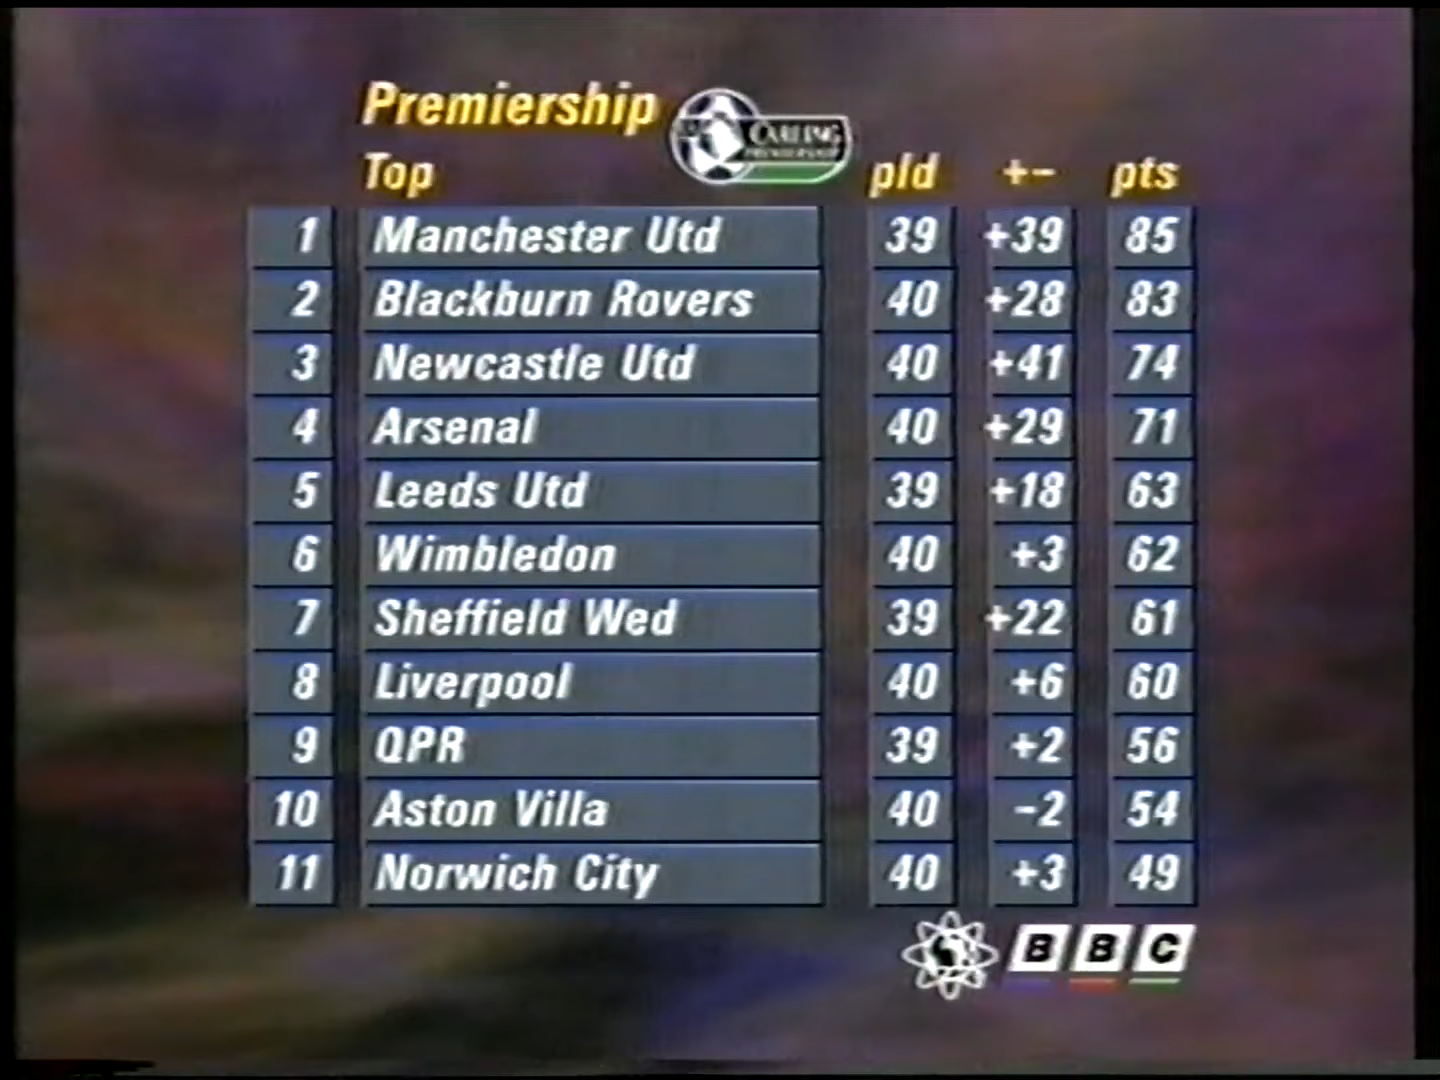 Premiership
CARLING
PREMIERSHIP
Top pld +- pts
1 Manchester Utd 39 +39 85
2 Blackburn Rovers 40 +28 83
3 Newcastle Utd 40 +41 74
4 Arsenal 40 +29 71
5 Leeds Utd 39 +18 63
6 Wimbledon 40 +3 62
7 Sheffield Wed 39 +22 61
8 Liverpool 40 +6 60
9 QPR 39 +2 56
10 Aston Villa 40 -2 54
11 Norwich City 40 +3 49
BBC